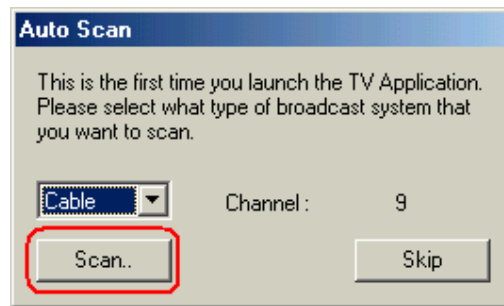 Auto Scan
This is the first time you launch the TV Application.
Please select what type of broadcast system that
you want to scan.
Cable Channel : 9
Scan.. Skip